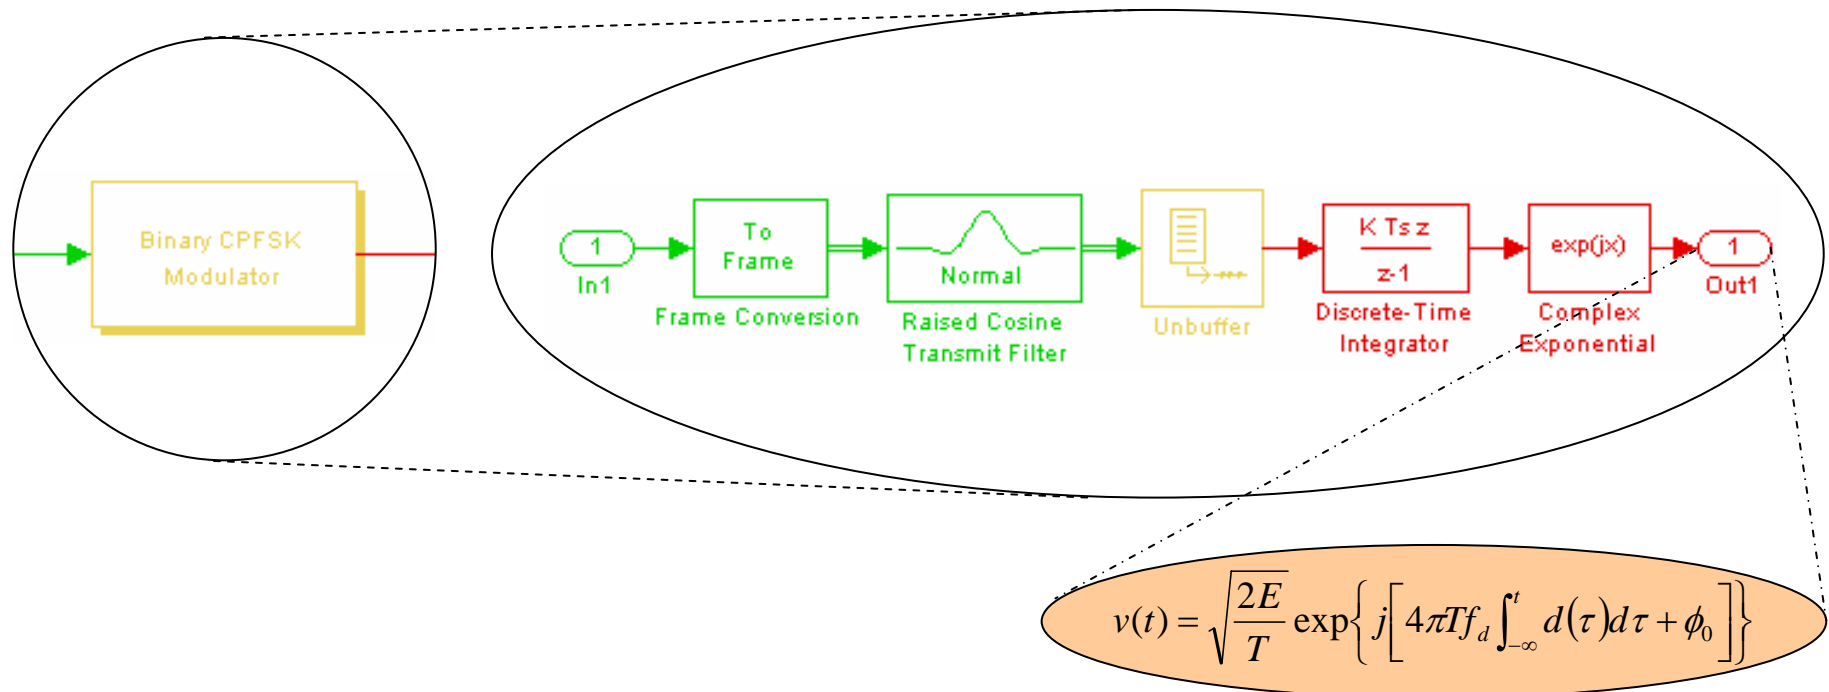 Binary CPFSK
Modulator
1
In1
To
Frame
Frame Conversion
Normal
Raised Cosine
Transmit Filter
Unbuffer
K Ts z
z-1
Discrete-Time
Integrator
exp(jx)
Complex
Exponential
1
Out1
v(t) = √(2E/T) exp{ j[ 4πTf_d ∫_{-∞}^{t} d(τ)dτ + ϕ_0 ] }